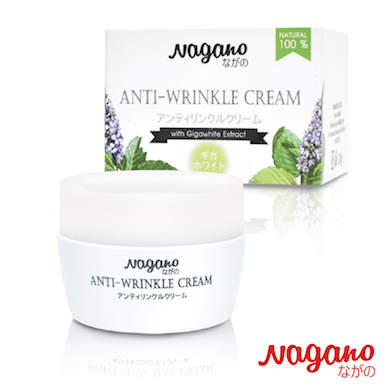 Nagano
ながの
NATURAL
100 %
ANTI-WRINKLE CREAM
アンティリンクルクリーム
with Gigawhite Extract
ギガ
ホワイト
Nagano
ながの
ANTI-WRINKLE CREAM
アンティリンクルクリーム
Nagano
ながの